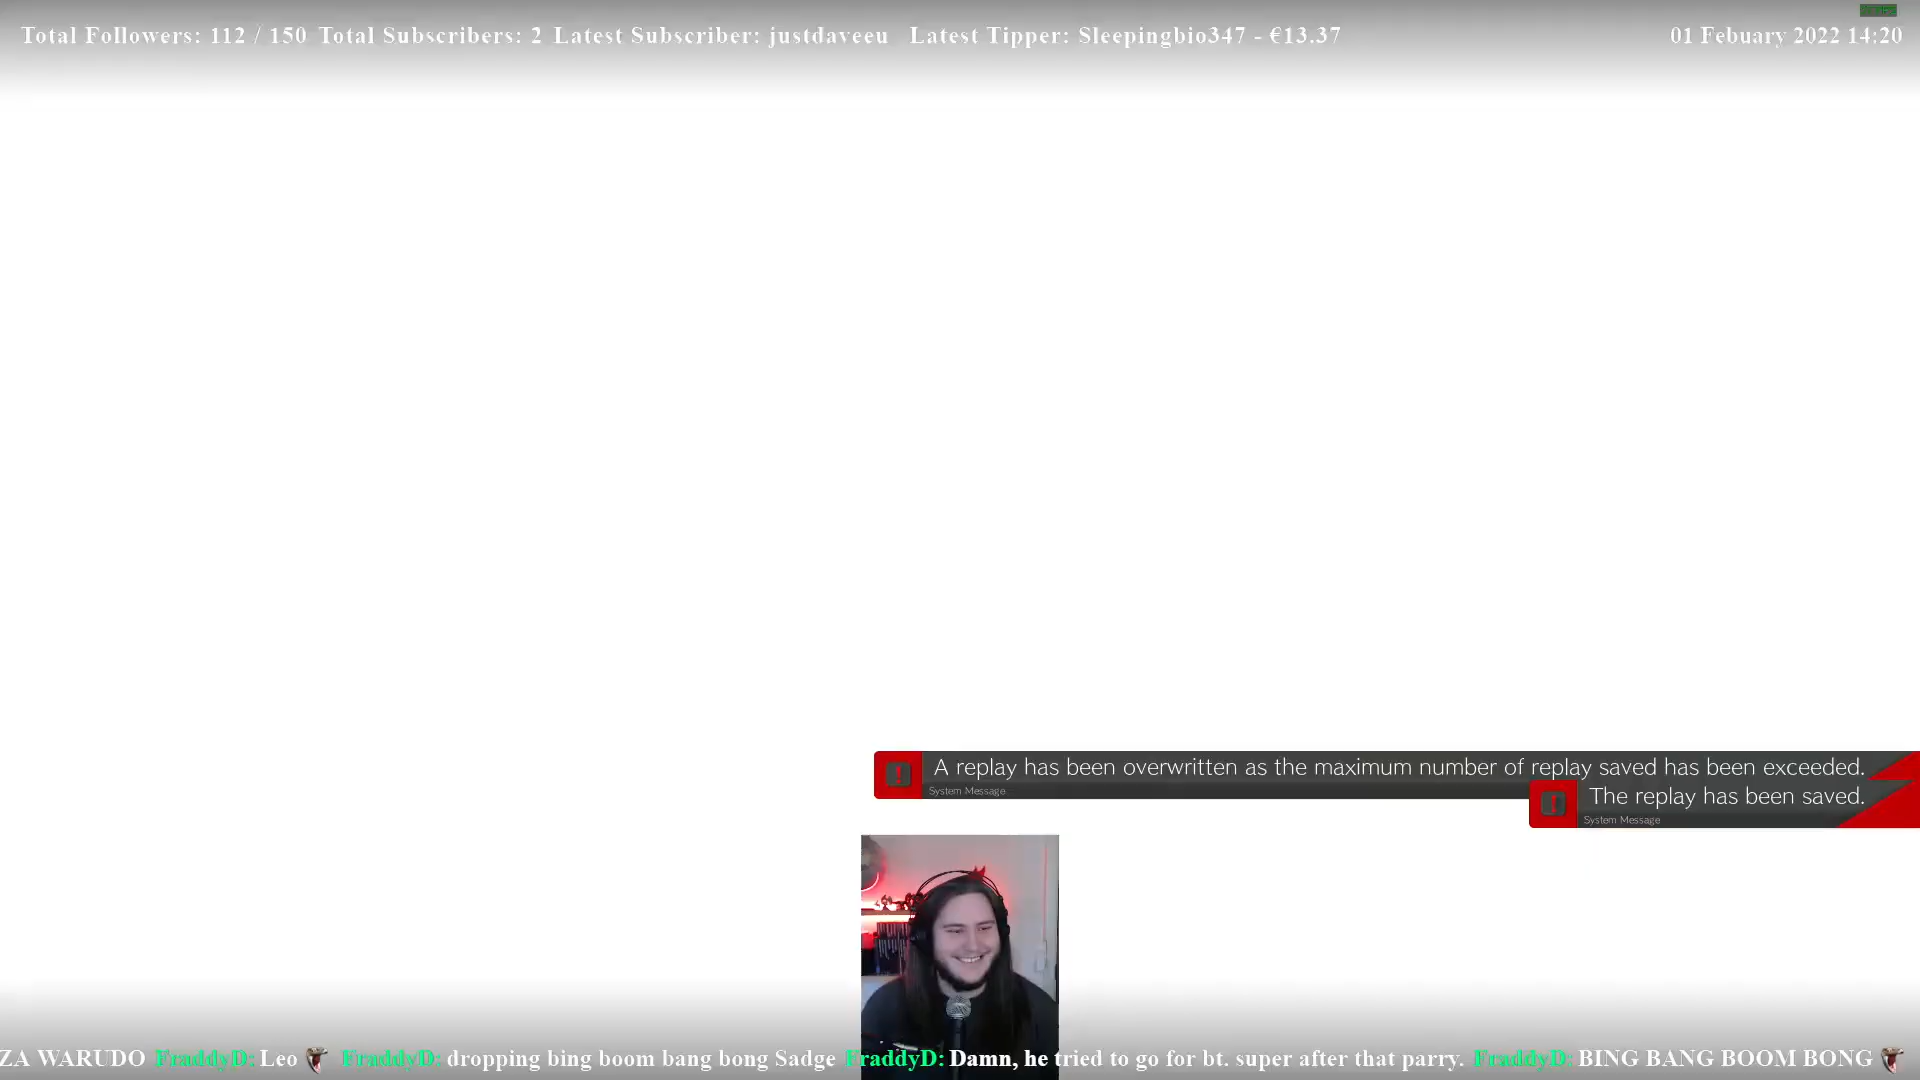 Total Followers: 112 / 150 Total Subscribers: 2 Latest Subscriber: justdaveeu Latest Tipper: Sleepingbio347 - €13.37
01 Febuary 2022 14:20
A replay has been overwritten as the maximum number of replay saved has been exceeded.
System Message
The replay has been saved.
System Message
ZA WARUDO FraddyD: Leo FraddyD: dropping bing boom bang bong Sadge FraddyD: Damn, he tried to go for bt. super after that parry. FraddyD: BING BANG BOOM BONG